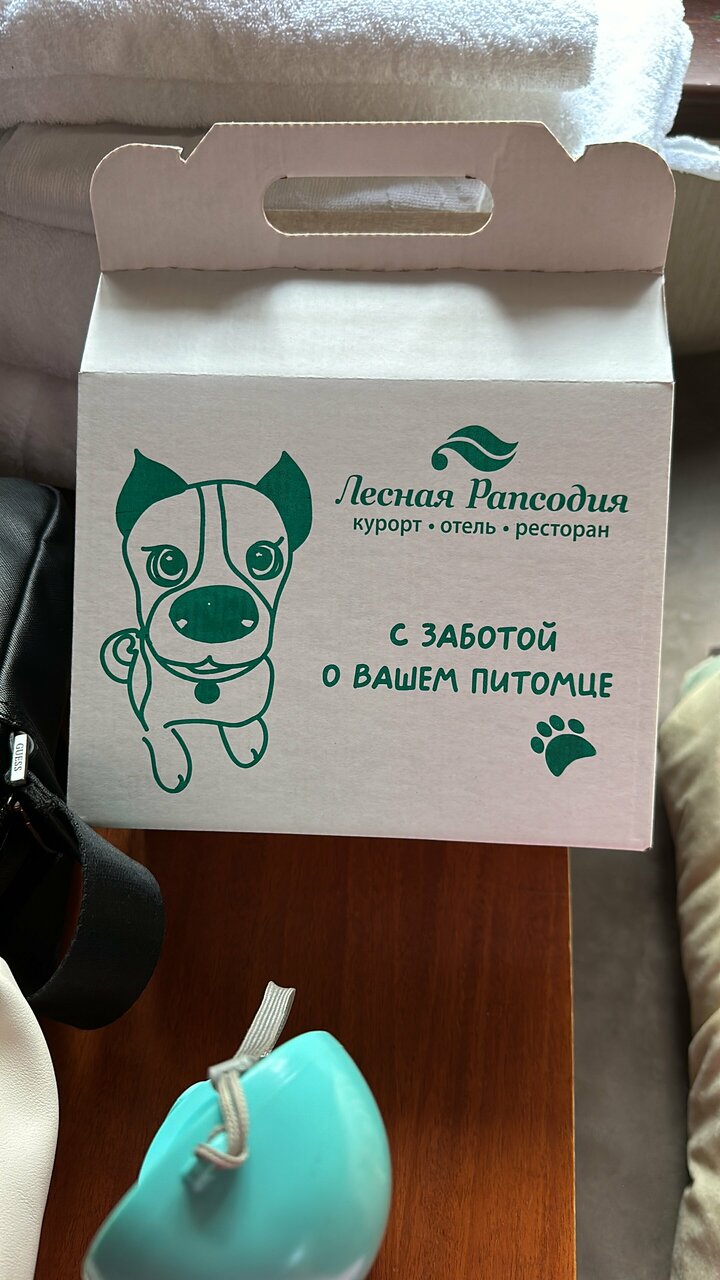 Лесная Рапсодия
курорт • отель • ресторан
С ЗАБОТОЙ
О ВАШЕМ ПИТОМЦЕ
GUESS